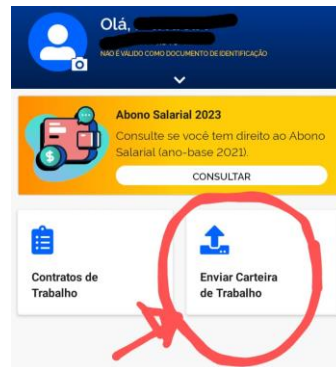 Olá,
NÃO É VÁLIDO COMO DOCUMENTO DE IDENTIFICAÇÃO
Abono Salarial 2023
Consulte se você tem direito ao Abono
Salarial (ano-base 2021).
CONSULTAR
Contratos de
Trabalho
Enviar Carteira
de Trabalho